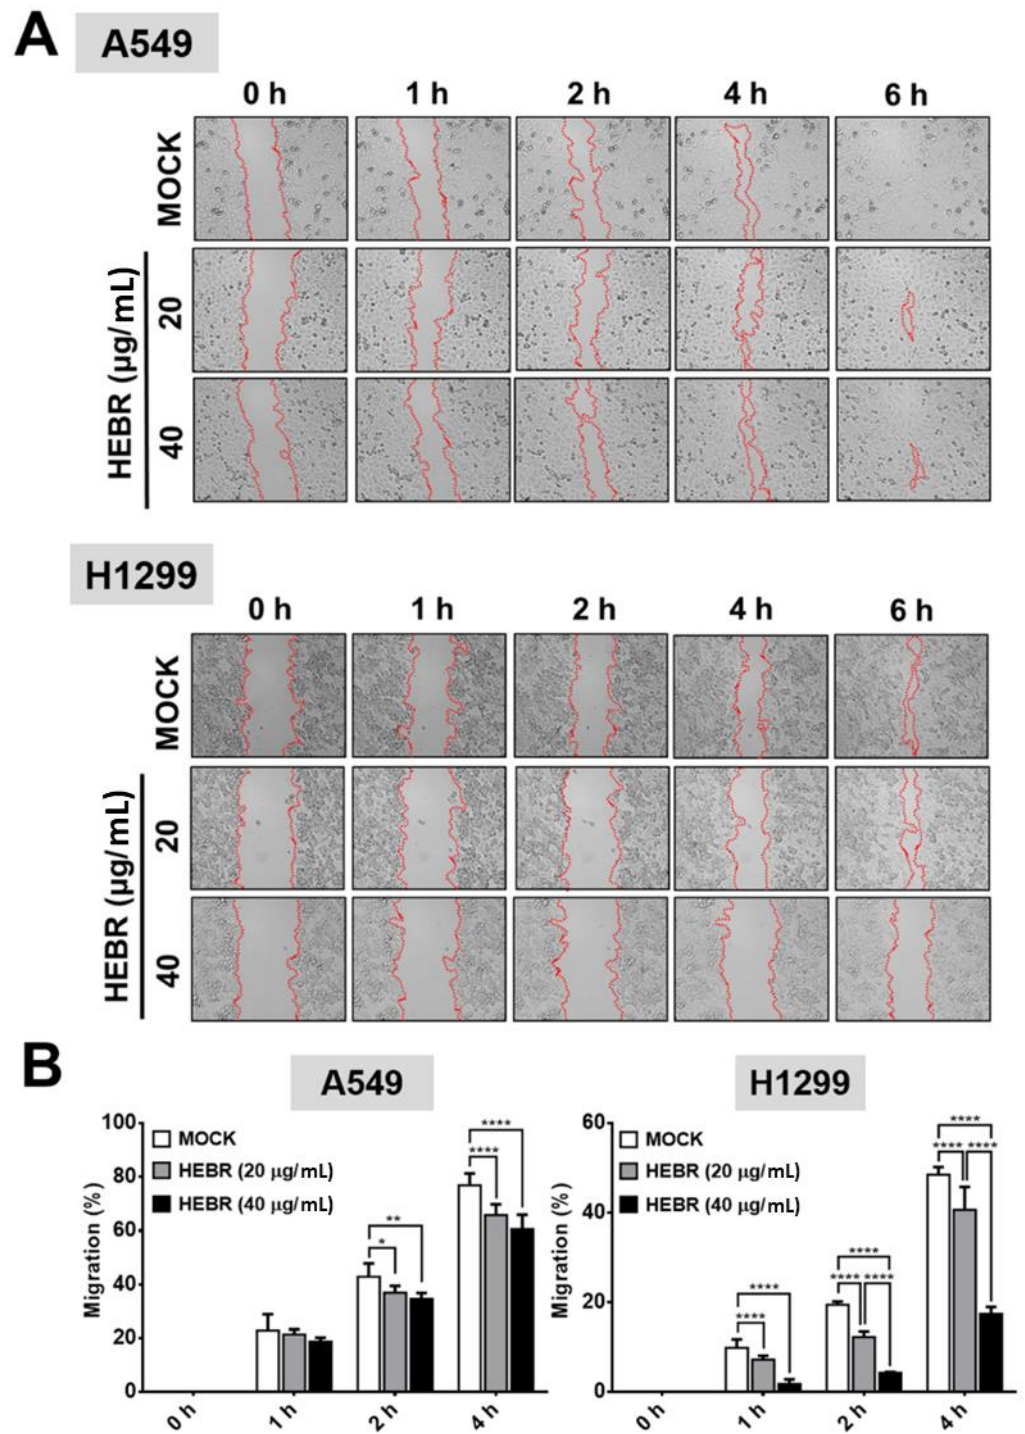 A
A549
0 h 1 h 2 h 4 h 6 h
MOCK
HEBR (μg/mL)
20
40
H1299
0 h 1 h 2 h 4 h 6 h
MOCK
HEBR (μg/mL)
20
40
B
A549
Migration (%)
100
80
60
40
20
0
MOCK
HEBR (20 μg/mL)
HEBR (40 μg/mL)
*
**
****
****
0 h 1 h 2 h 4 h
H1299
Migration (%)
60
40
20
0
MOCK
HEBR (20 μg/mL)
HEBR (40 μg/mL)
****
****
****
**** ****
****
**** ****
0 h 1 h 2 h 4 h